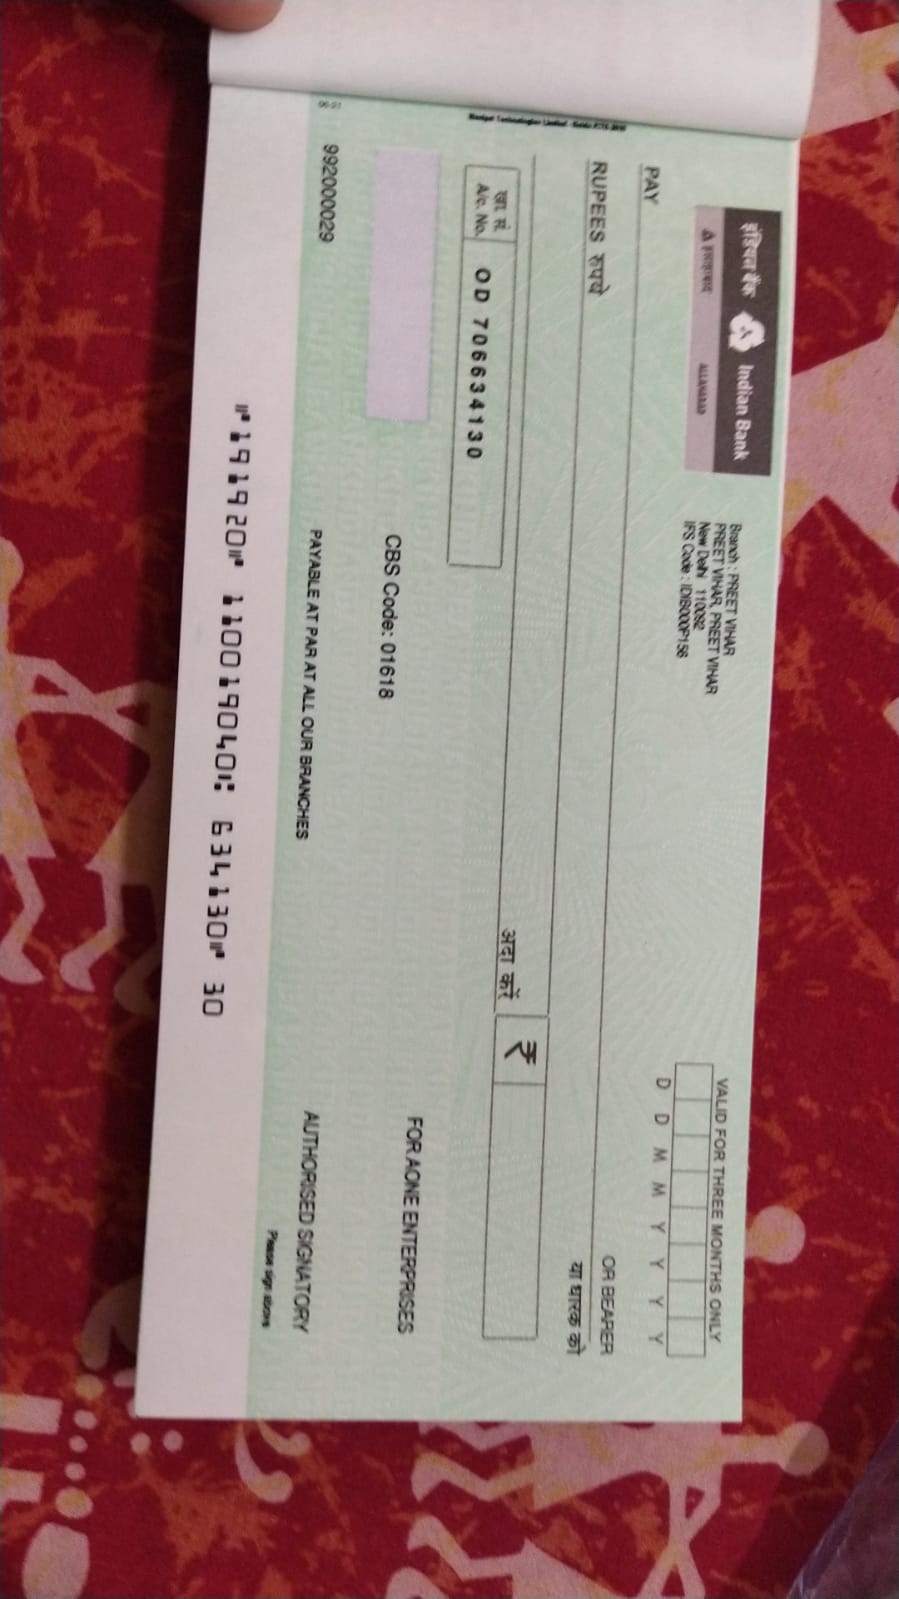 इंडियन बैंक Indian Bank
इलाहाबाद ALLAHABAD
Branch : PREET VIHAR
PREET VIHAR, PREET VIHAR
New Delhi 110092
IFS Code : IDIB000P156
VALID FOR THREE MONTHS ONLY
D D M M Y Y Y Y
PAY
OR BEARER
या धारक को
RUPEES रुपये
अदा करें
₹
खा. सं.
A/c. No.
OD 706634130
FOR AONE ENTERPRISES
CBS Code: 01618
992000029
PAYABLE AT PAR AT ALL OUR BRANCHES
AUTHORISED SIGNATORY
Please sign above
⑈191920⑈ 110019040⑆ 634130⑈ 30